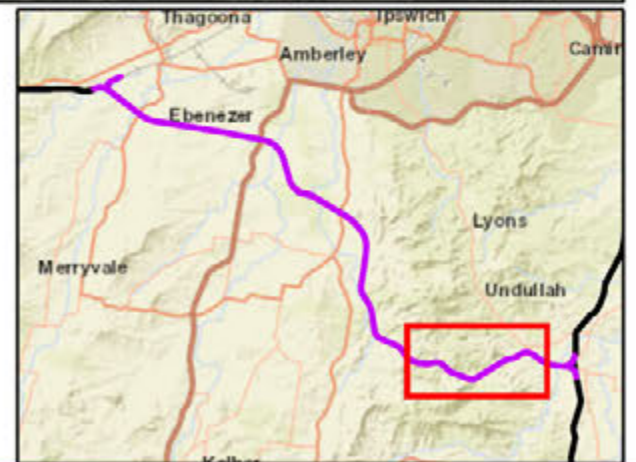 Thagoona
Ipswich
Amberley
Ebenezer
Lyons
Merryvale
Undullah